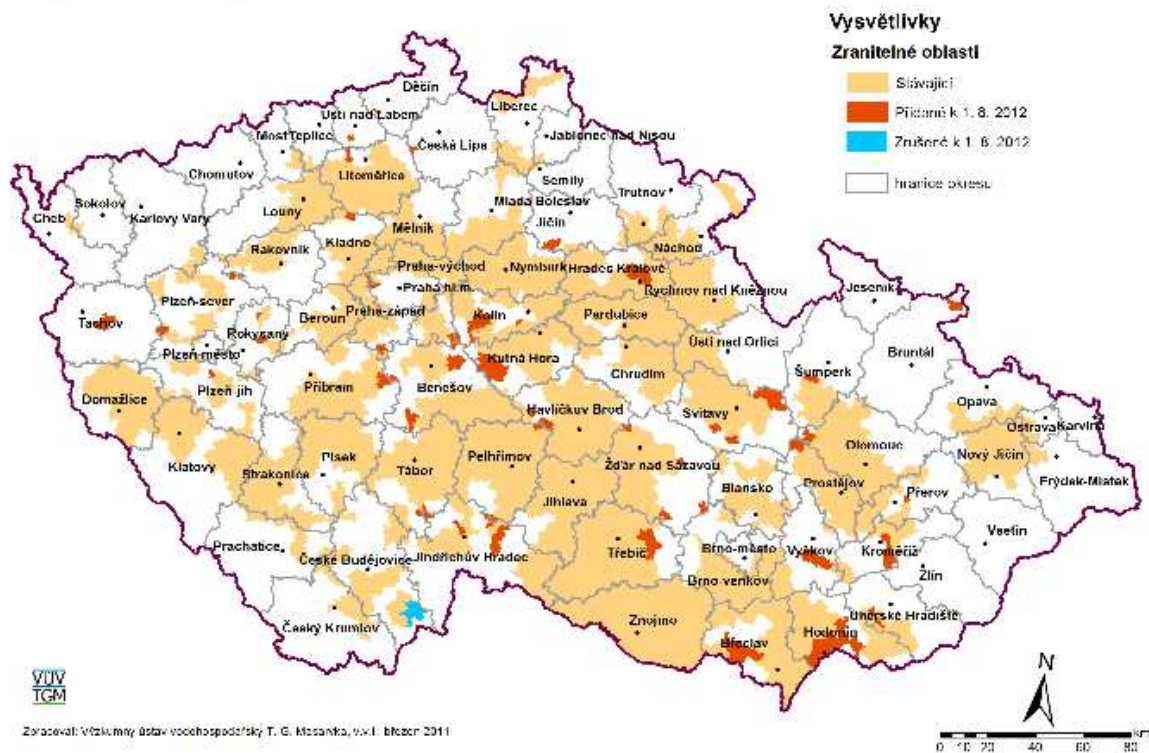 Vysvětlivky
Zranitelné oblasti
Stávající
Přidané k 1. 8. 2012
Zrušené k 1. 8. 2012
hranice okresu
Děčín
Liberec
Ústí nad Labem
Most
Teplice
Jablonec nad Nisou
Česká Lípa
Chomutov
Litoměřice
Semily
Trutnov
Sokolov
Karlovy Vary
Cheb
Louny
Mladá Boleslav
Jičín
Mělník
Náchod
Rakovník
Kladno
Praha-východ
Nymburk
Hradec Králové
Praha hl.m.
Rychnov nad Kněžnou
Jeseník
Plzeň-sever
Praha-západ
Tachov
Rokycany
Beroun
Kolín
Pardubice
Plzeň-město
Kutná Hora
Ústí nad Orlicí
Bruntál
Šumperk
Plzeň-jih
Příbram
Benešov
Chrudim
Opava
Domažlice
Havlíčkův Brod
Svitavy
Ostrava
Karviná
Olomouc
Klatovy
Písek
Pelhřimov
Nový Jičín
Strakonice
Tábor
Žďár nad Sázavou
Frýdek-Místek
Jihlava
Blansko
Prostějov
Přerov
Prachatice
České Budějovice
Jindřichův Hradec
Třebíč
Brno-město
Vyškov
Kroměříž
Vsetín
Zlín
Brno-venkov
Český Krumlov
Znojmo
Uherské Hradiště
Břeclav
Hodonín
VÚV
TGM
N
Zpracoval: Výzkumný ústav vodohospodářský T. G. Masaryka, v.v.i., březen 2011
km
0 10 20 40 60 80